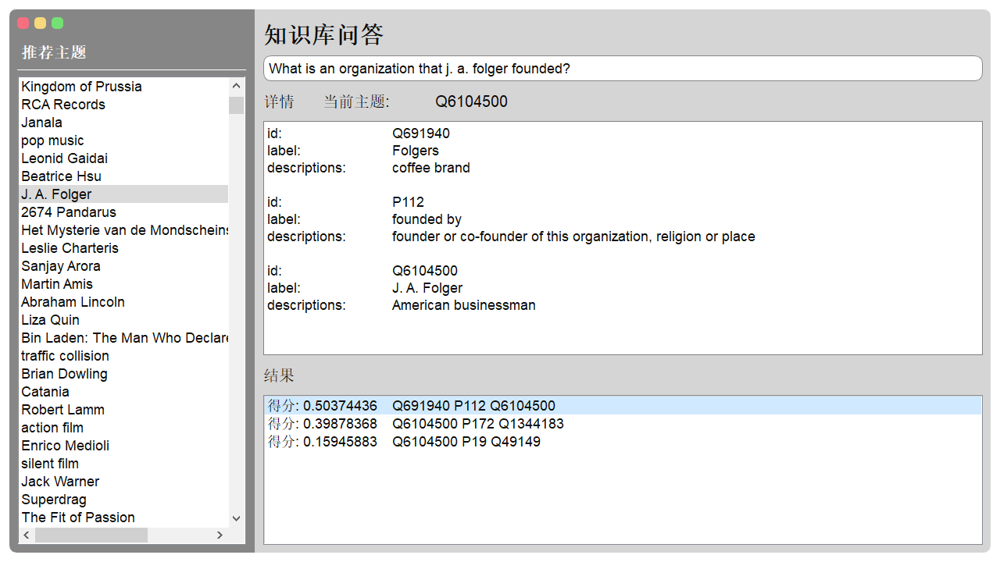 推荐主题
Kingdom of Prussia
RCA Records
Janala
pop music
Leonid Gaidai
Beatrice Hsu
J. A. Folger
2674 Pandarus
Het Mysterie van de Mondscheins
Leslie Charteris
Sanjay Arora
Martin Amis
Abraham Lincoln
Liza Quin
Bin Laden: The Man Who Declare
traffic collision
Brian Dowling
Catania
Robert Lamm
action film
Enrico Medioli
silent film
Jack Warner
Superdrag
The Fit of Passion
知识库问答
What is an organization that j. a. folger founded?
详情 当前主题: Q6104500
id: Q691940
label: Folgers
descriptions: coffee brand
id: P112
label: founded by
descriptions: founder or co-founder of this organization, religion or place
id: Q6104500
label: J. A. Folger
descriptions: American businessman
结果
得分: 0.50374436 Q691940 P112 Q6104500
得分: 0.39878368 Q6104500 P172 Q1344183
得分: 0.15945883 Q6104500 P19 Q49149